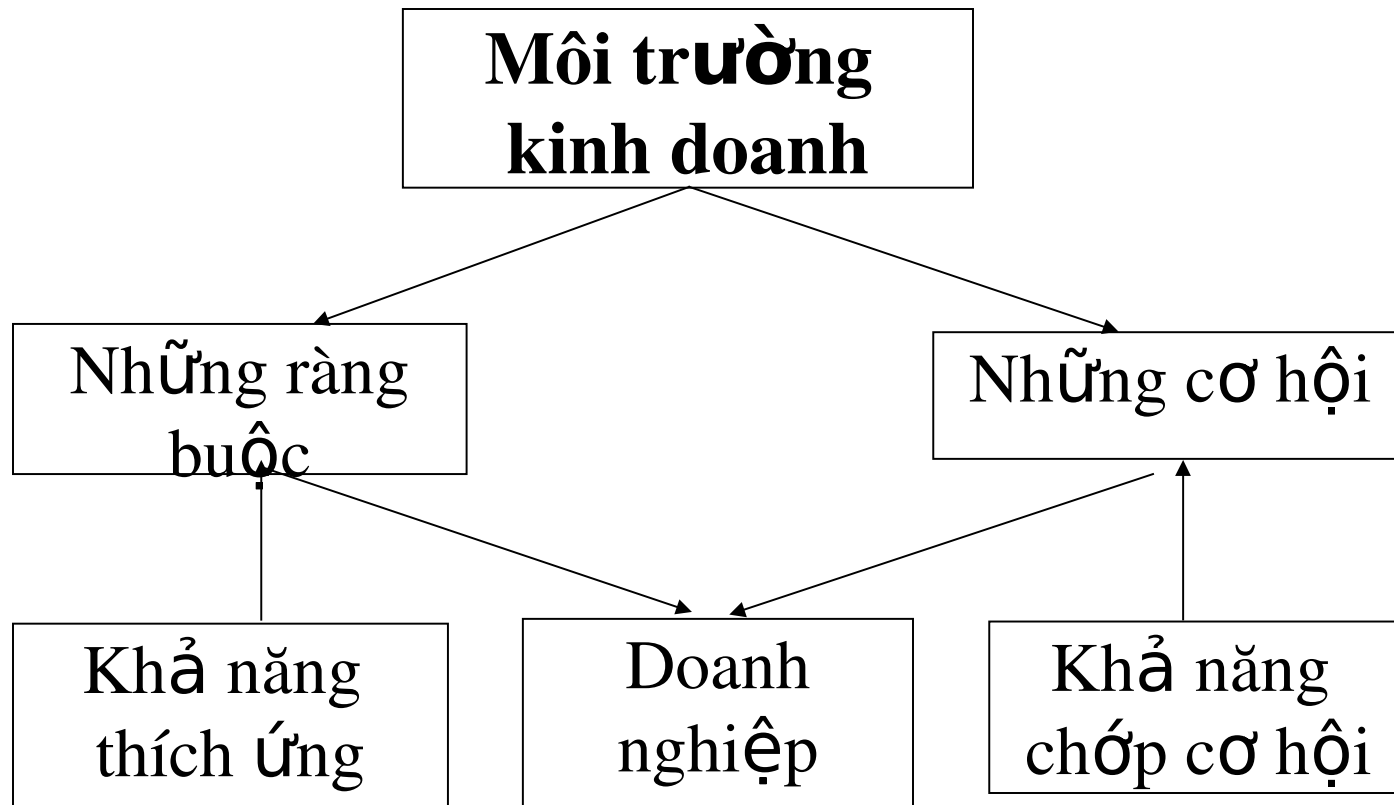 Môi trường
kinh doanh
Những ràng
buộc
Những cơ hội
Khả năng
thích ứng
Doanh
nghiệp
Khả năng
chớp cơ hội